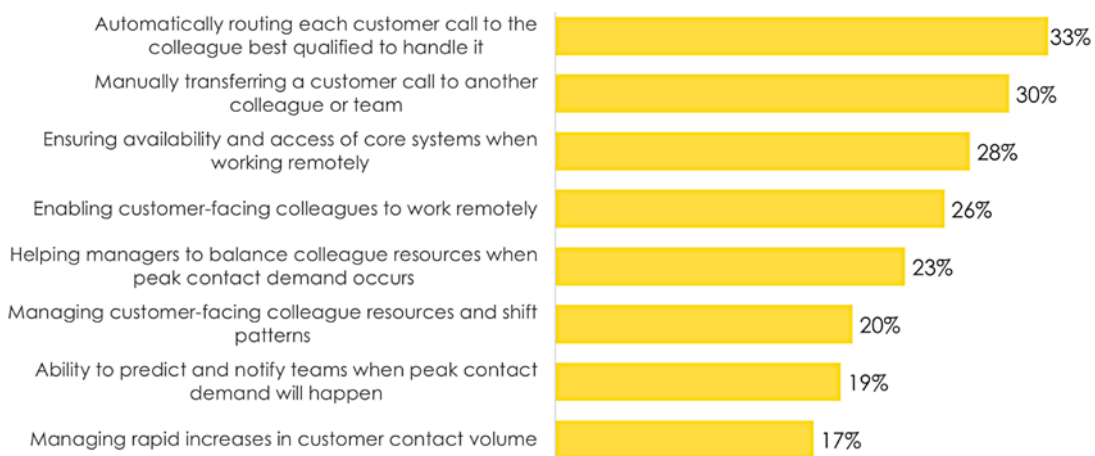 Automatically routing each customer call to the
colleague best qualified to handle it
33%
Manually transferring a customer call to another
colleague or team
30%
Ensuring availability and access of core systems when
working remotely
28%
Enabling customer-facing colleagues to work remotely
26%
Helping managers to balance colleague resources when
peak contact demand occurs
23%
Managing customer-facing colleague resources and shift
patterns
20%
Ability to predict and notify teams when peak contact
demand will happen
19%
Managing rapid increases in customer contact volume
17%